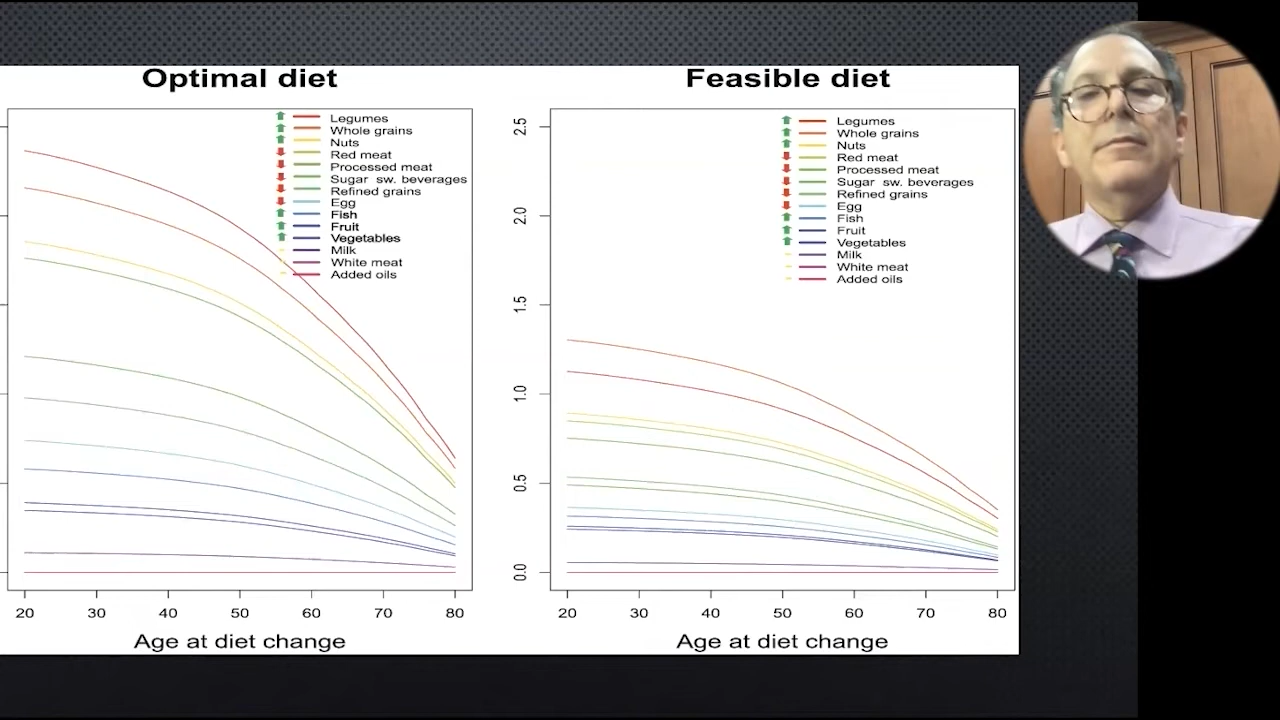 Optimal diet
Legumes
Whole grains
Nuts
Red meat
Processed meat
Sugar sw. beverages
Refined grains
Egg
Fish
Fruit
Vegetables
Milk
White meat
Added oils
20 30 40 50 60 70 80
Age at diet change
Feasible diet
2.5
2.0
1.5
1.0
0.5
0.0
Legumes
Whole grains
Nuts
Red meat
Processed meat
Sugar sw. beverages
Refined grains
Egg
Fish
Fruit
Vegetables
Milk
White meat
Added oils
20 30 40 50 60 70 80
Age at diet change